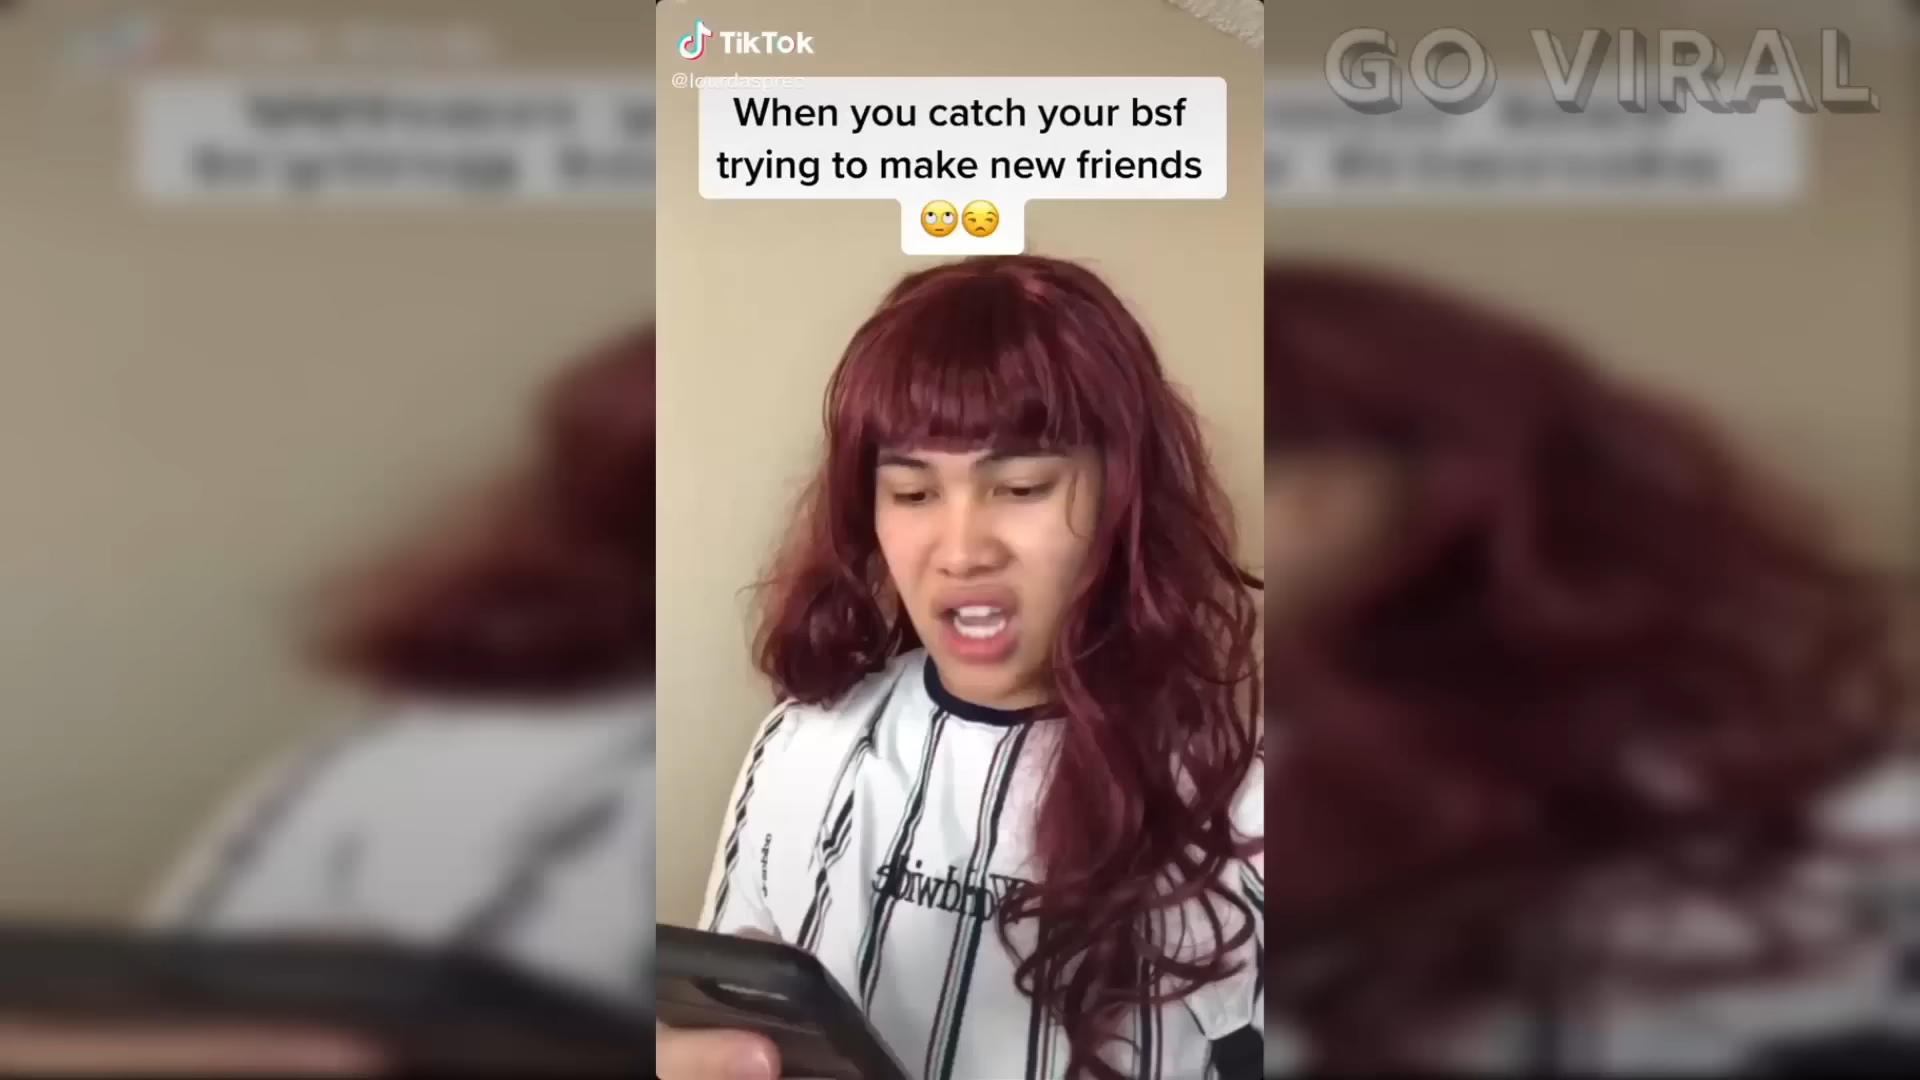 TikTok
GO VIRAL
When you catch your bsf
trying to make new friends
🙄😒